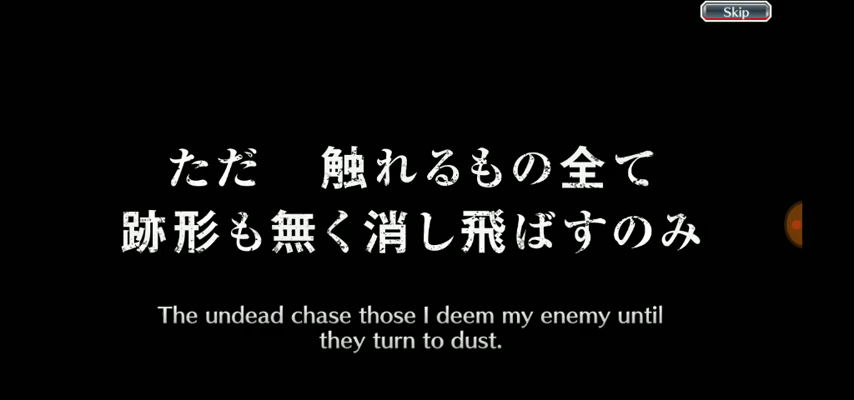 Skip
ただ　触れるもの全て
跡形も無く消し飛ばすのみ
The undead chase those I deem my enemy until
they turn to dust.